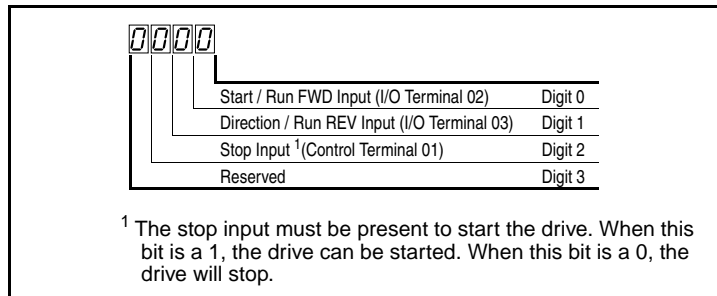 0000
Start / Run FWD Input (I/O Terminal 02) Digit 0
Direction / Run REV Input (I/O Terminal 03) Digit 1
Stop Input 1(Control Terminal 01) Digit 2
Reserved Digit 3
1 The stop input must be present to start the drive. When this
bit is a 1, the drive can be started. When this bit is a 0, the
drive will stop.